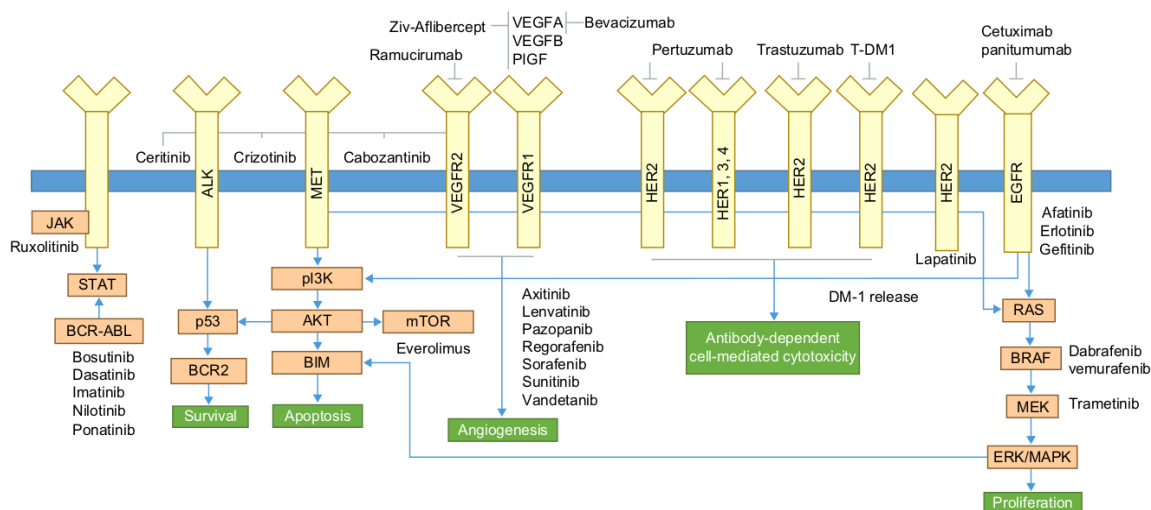 Ziv-Aflibercept
VEGFA
VEGFB
PIGF
Bevacizumab
Ramucirumab
Pertuzumab
Trastuzumab
T-DM1
Cetuximab
panitumumab
Ceritinib
Crizotinib
Cabozantinib
ALK
MET
VEGFR2
VEGFR1
HER2
HER1, 3, 4
HER2
HER2
HER2
EGFR
JAK
Ruxolitinib
Afatinib
Erlotinib
Gefitinib
Lapatinib
STAT
pI3K
DM-1 release
RAS
BCR-ABL
p53
AKT
mTOR
Everolimus
Axitinib
Lenvatinib
Pazopanib
Regorafenib
Sorafenib
Sunitinib
Vandetanib
Antibody-dependent
cell-mediated cytotoxicity
Bosutinib
Dasatinib
Imatinib
Nilotinib
Ponatinib
BCR2
BIM
BRAF
Dabrafenib
vemurafenib
Survival
Apoptosis
Angiogenesis
MEK
Trametinib
ERK/MAPK
Proliferation